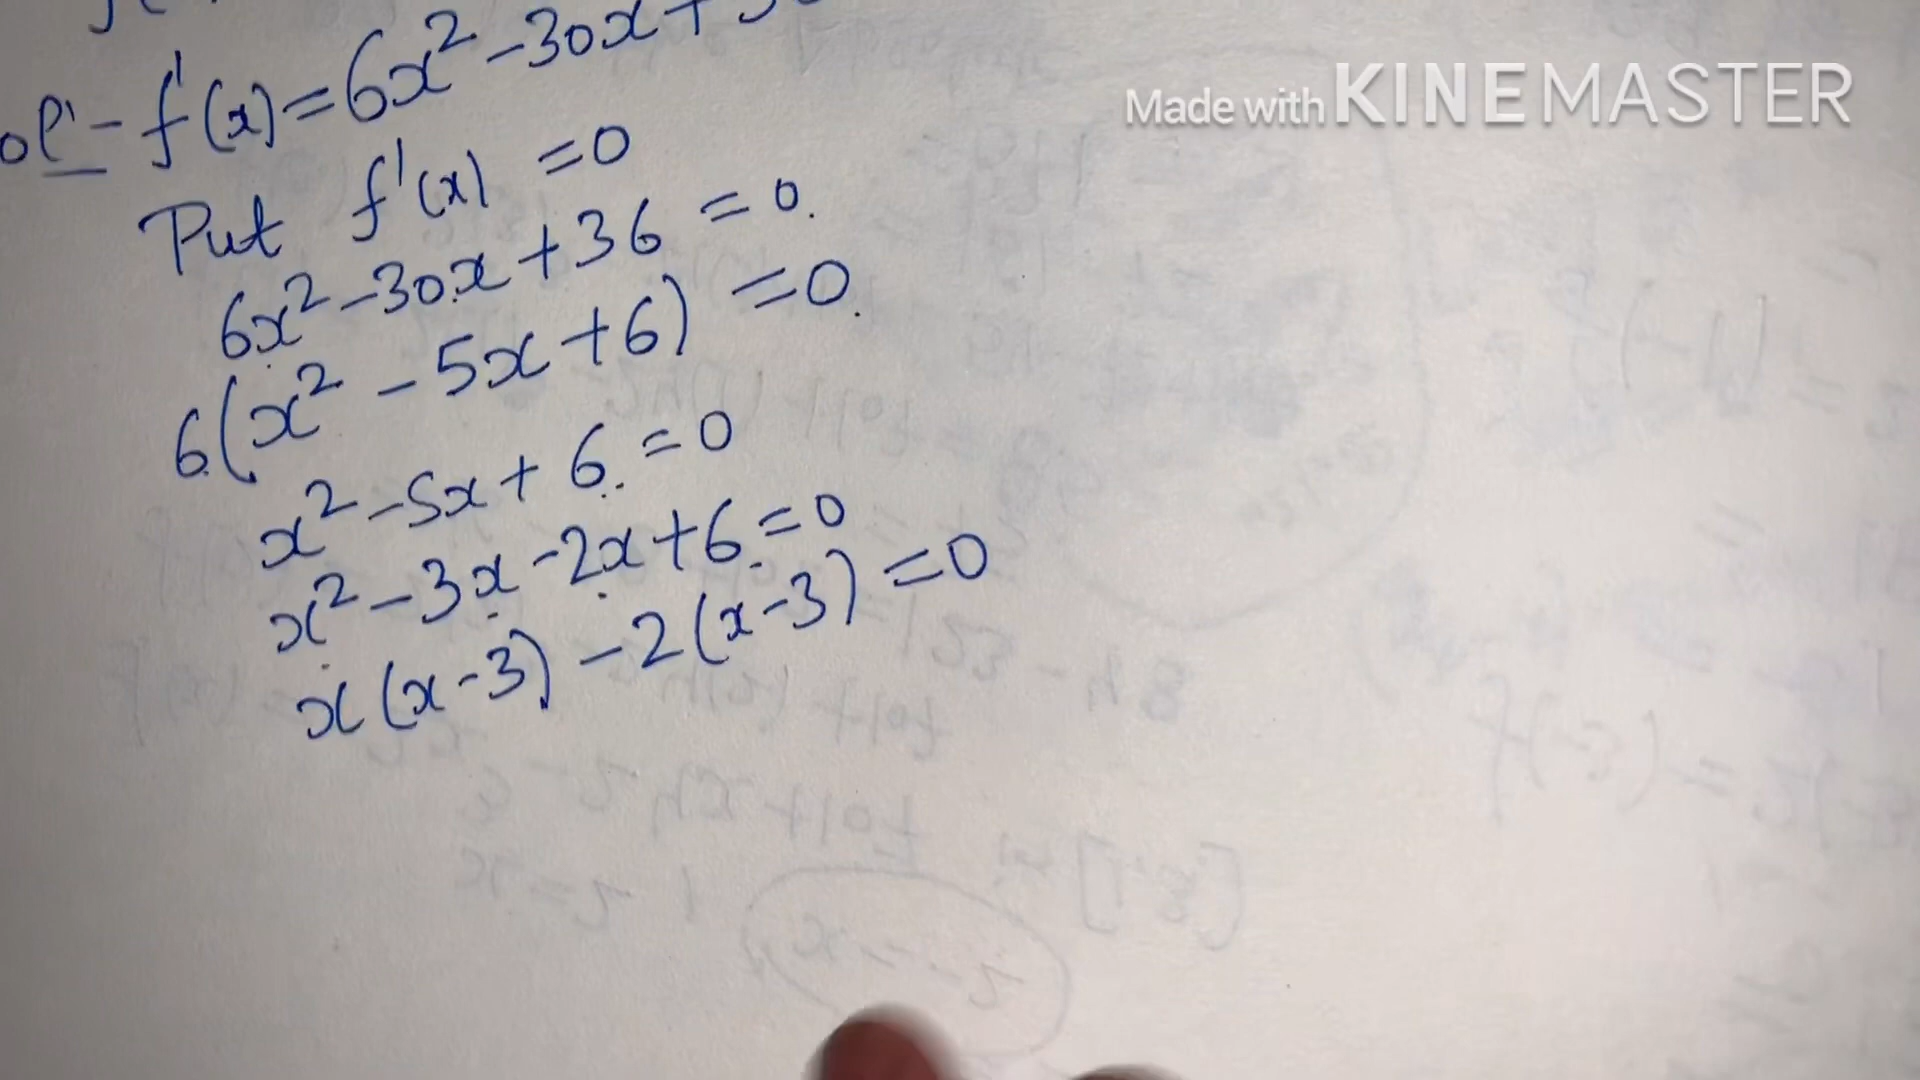 Made with KINEMASTER
f'(x)=6x²-30x+
Put f'(x) =0
6x²-30x+36 =0.
6(x²-5x+6) =0.
x²-5x+6=0
x²-3x-2x+6=0
x(x-3)-2(x-3)=0